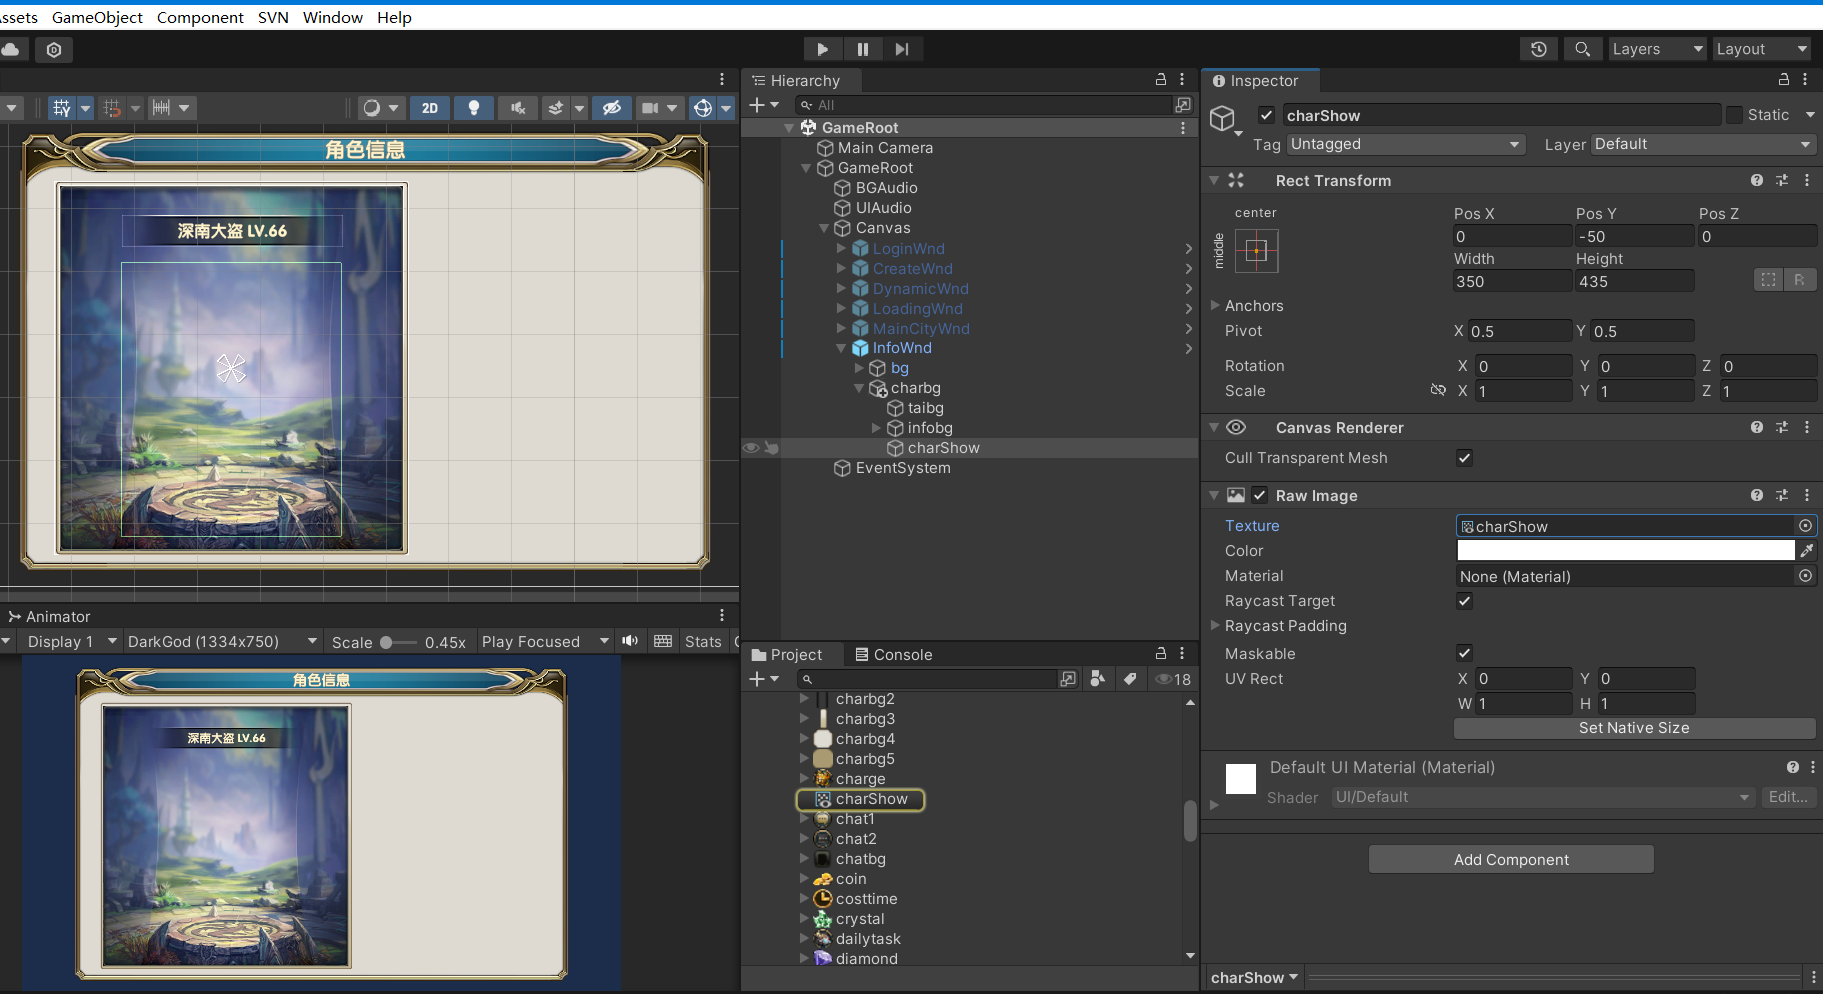 Assets GameObject Component SVN Window Help
Layers
Layout
2D
角色信息
深南大盗 LV.66
Animator
Display 1 DarkGod (1334x750) Scale 0.45x Play Focused Stats
角色信息
深南大盗 LV.66
Hierarchy
All
GameRoot
Main Camera
GameRoot
BGAudio
UIAudio
Canvas
LoginWnd
CreateWnd
DynamicWnd
LoadingWnd
MainCityWnd
InfoWnd
bg
charbg
taibg
infobg
charShow
EventSystem
Project Console
18
charbg2
charbg3
charbg4
charbg5
charge
charShow
chat1
chat2
chatbg
coin
costtime
crystal
dailytask
diamond
Inspector
charShow Static
Tag Untagged Layer Default
Rect Transform
center
middle
Pos X Pos Y Pos Z
0 -50 0
Width Height
350 435
R
Anchors
Pivot X 0.5 Y 0.5
Rotation X 0 Y 0 Z 0
Scale X 1 Y 1 Z 1
Canvas Renderer
Cull Transparent Mesh
Raw Image
Texture charShow
Color
Material None (Material)
Raycast Target
Raycast Padding
Maskable
UV Rect X 0 Y 0
W 1 H 1
Set Native Size
Default UI Material (Material)
Shader UI/Default Edit...
Add Component
charShow